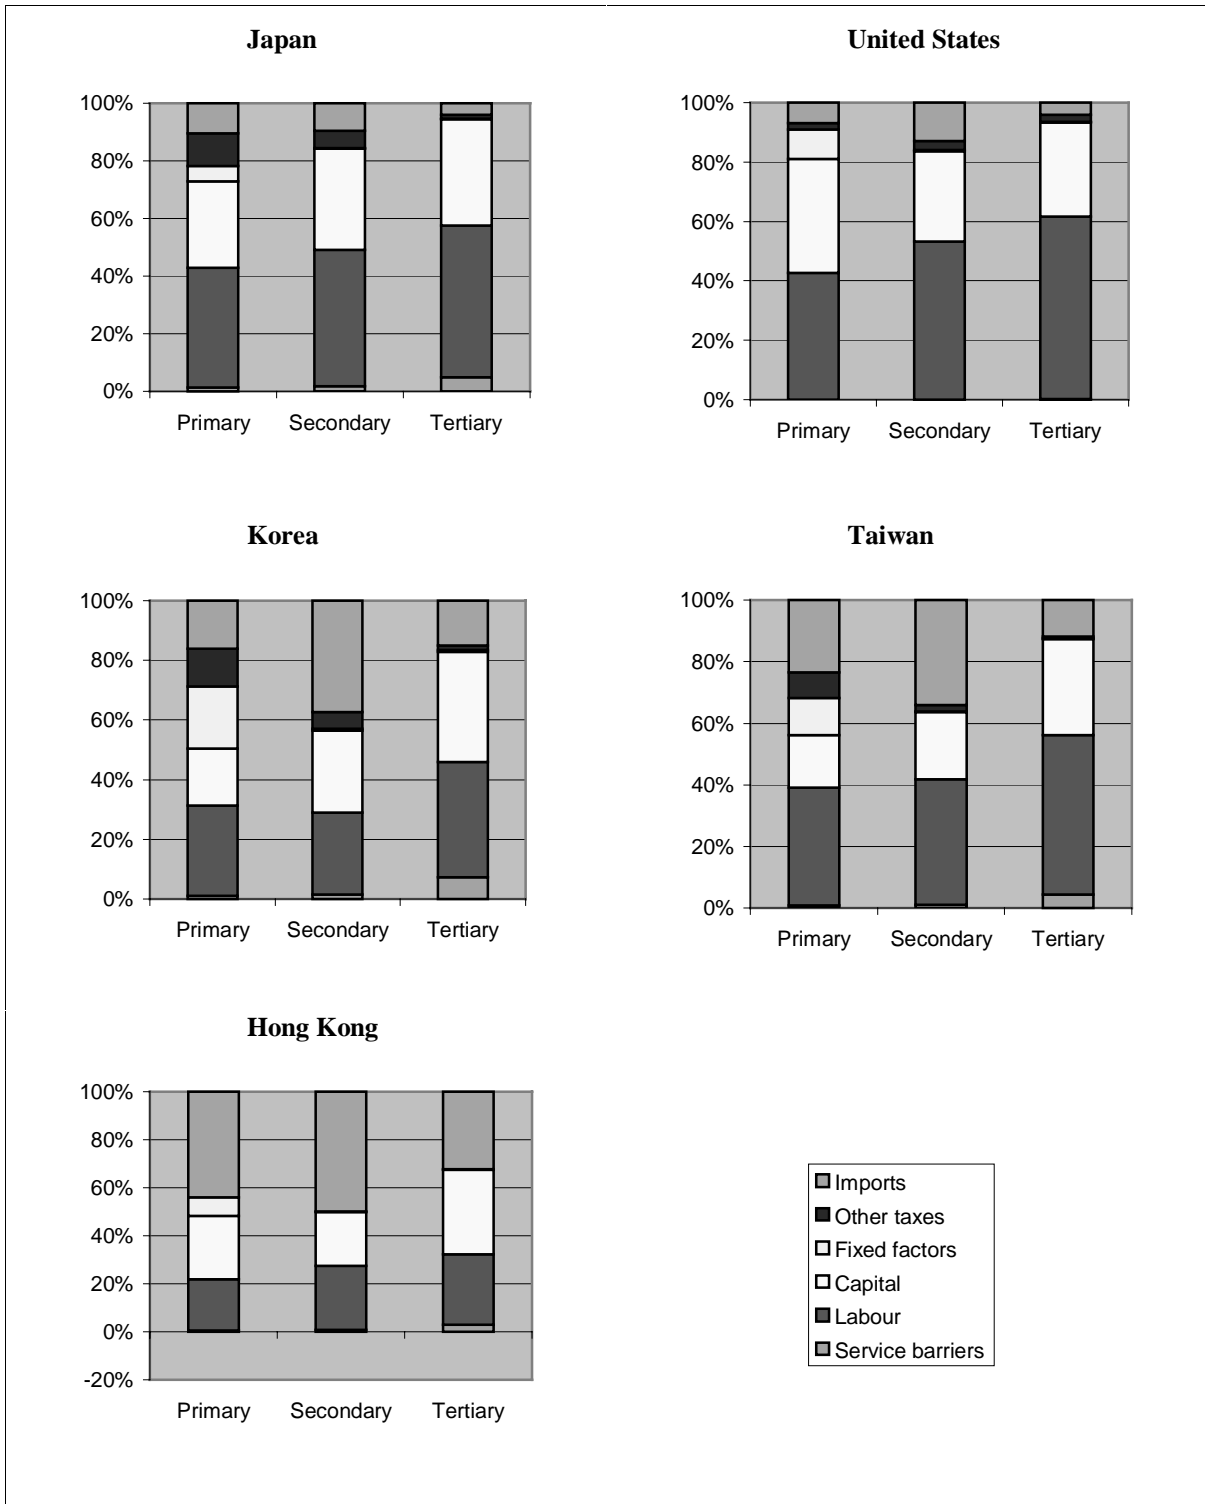 Japan
100%
80%
60%
40%
20%
0%
Primary Secondary Tertiary
United States
100%
80%
60%
40%
20%
0%
Primary Secondary Tertiary
Korea
100%
80%
60%
40%
20%
0%
Primary Secondary Tertiary
Taiwan
100%
80%
60%
40%
20%
0%
Primary Secondary Tertiary
Hong Kong
100%
80%
60%
40%
20%
0%
-20%
Primary Secondary Tertiary
Imports
Other taxes
Fixed factors
Capital
Labour
Service barriers